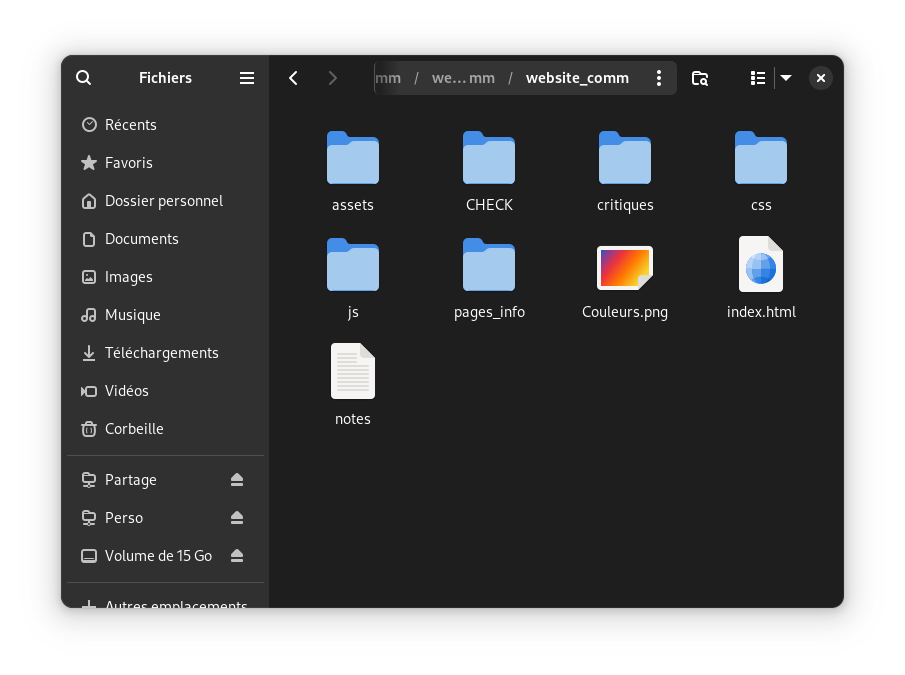 Fichiers
mm / we…mm / website_comm
Récents
Favoris
Dossier personnel
Documents
Images
Musique
Téléchargements
Vidéos
Corbeille
Partage
Perso
Volume de 15 Go
Autres emplacements
assets
CHECK
critiques
css
js
pages_info
Couleurs.png
index.html
notes